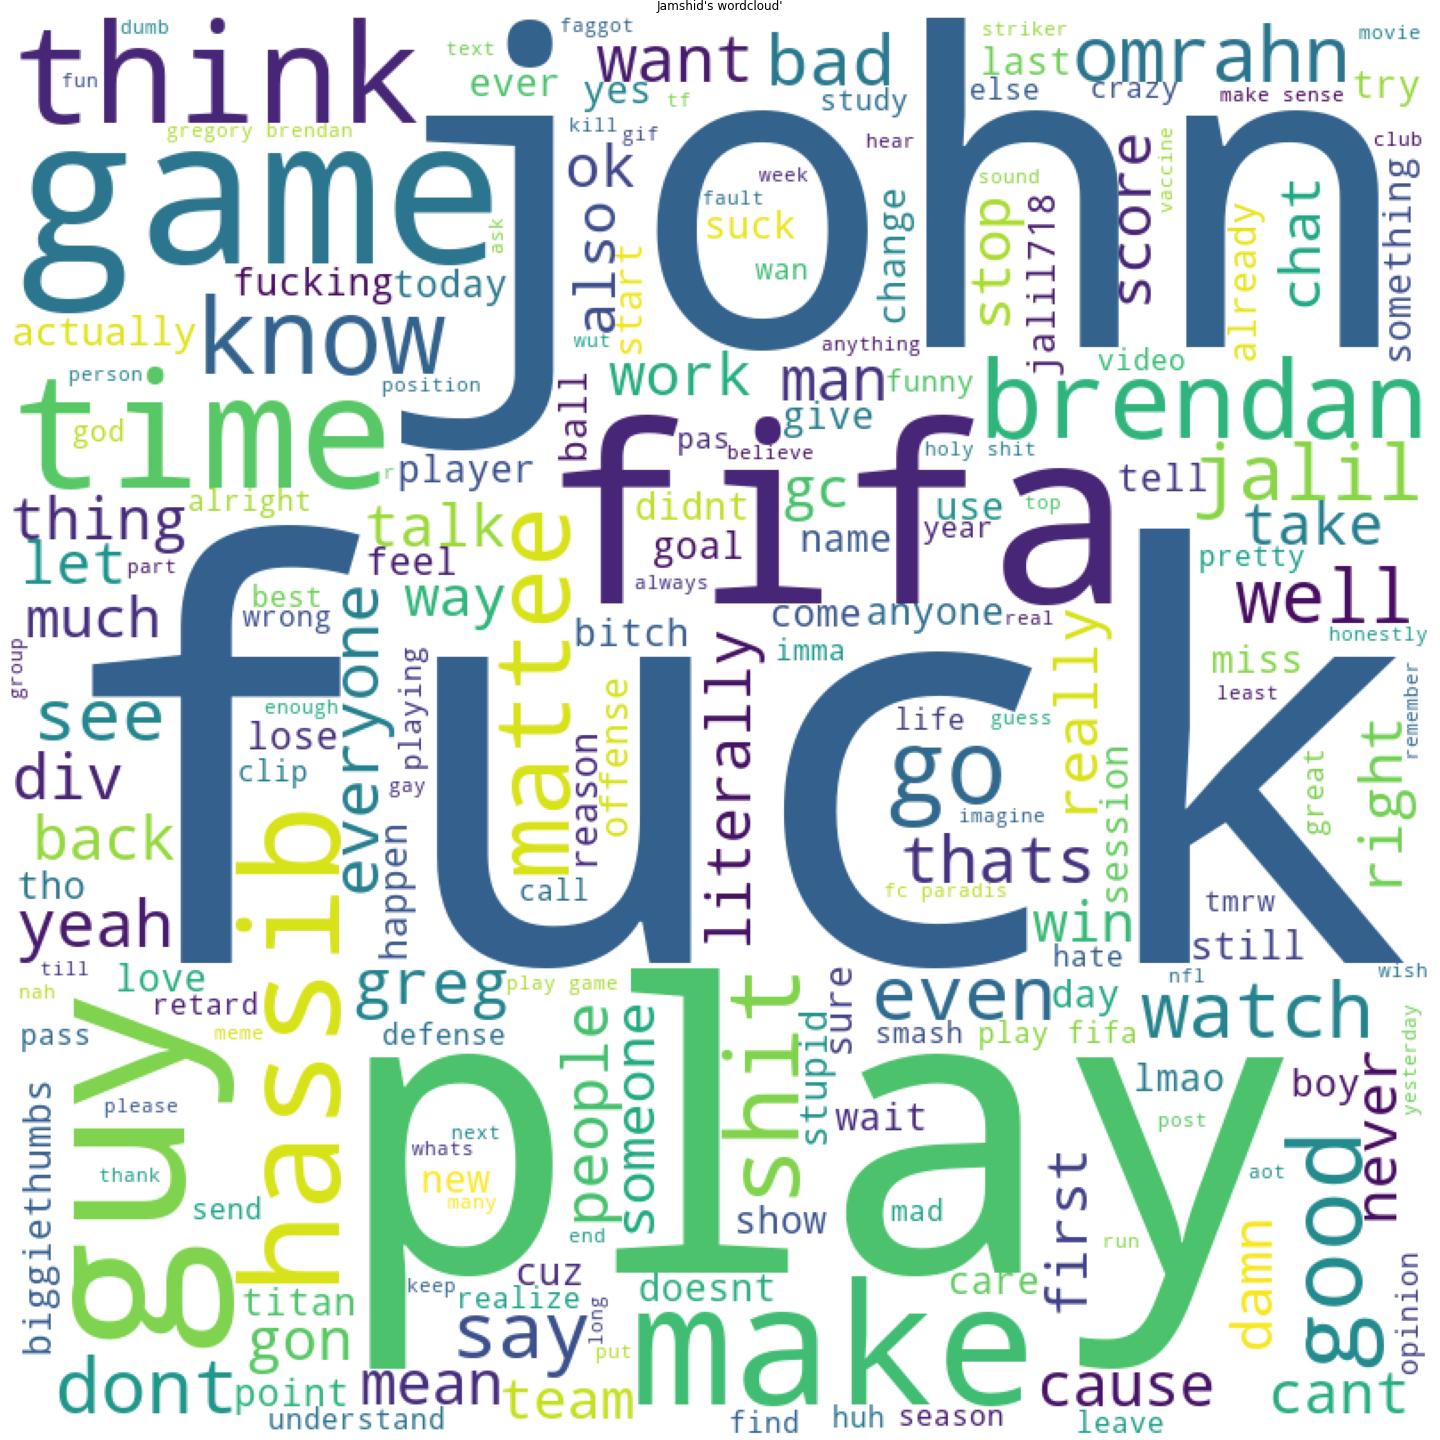 Jamshid's wordcloud'
think
dumb
fun
text
ever
faggot
want
bad
yes
tf
study
striker
last
omrahn
movie
else
crazy
make sense
try
gregory brendan
john
kill
gif
hear
club
game
ask
ok
also
week
fault
suck
wan
change
sound
stop
jalil718
score
vaccine
already
chat
something
fucking
today
start
actually
know
wut
anything
video
person
position
work
man
funny
brendan
time
god
ball
give
r
player
pas
believe
holy shit
fifa
tell
jalil
thing
alright
talk
didnt
gc
use
top
take
let
part
feel
goal
name
year
pretty
always
much
best
wrong
way
mattee
bitch
come
anyone
real
well
honestly
group
everyone
playing
imma
really
miss
least
remember
fuck
see
enough
lose
literally
offense
reason
life
guess
go
session
great
right
div
clip
gay
imagine
back
happen
thats
tho
call
fc paradis
tmrw
yeah
hassib
win
still
till
love
hate
nfl
wish
nah
retard
greg
play game
sure
even
day
watch
pass
meme
defense
people
someone
shit
stupid
smash
play fifa
yesterday
guy
lmao
boy
biggiethumbs
please
wait
never
whats
next
play
post
thank
new
many
aot
good
send
show
mad
first
end
run
damn
cuz
keep
realize
doesnt
care
opinion
titan
gon
say
long
put
make
dont
point
mean
team
cause
cant
understand
find
huh
season
leave